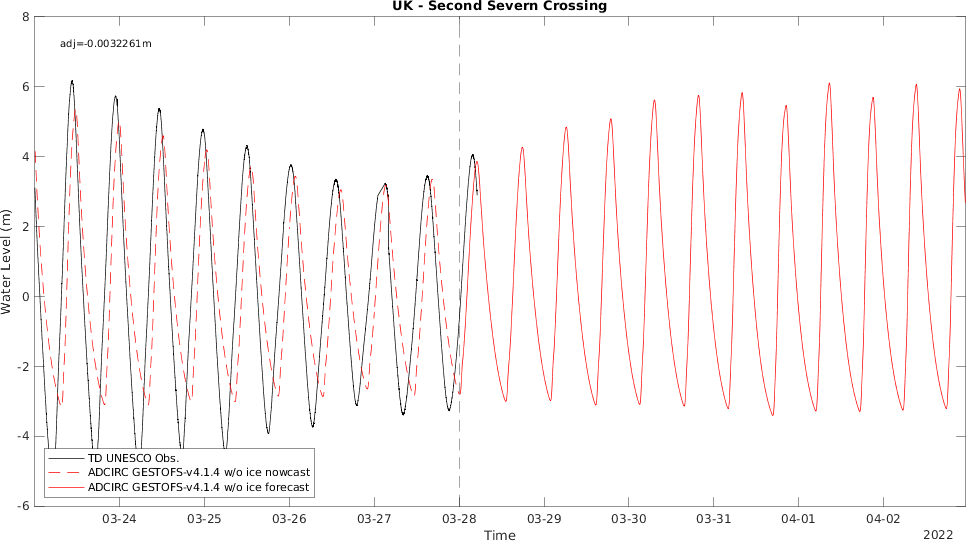 UK - Second Severn Crossing
8
adj=-0.0032261m
6
4
2
0
-2
-4
-6
Water Level (m)
TD UNESCO Obs.
ADCIRC GESTOFS-v4.1.4 w/o ice nowcast
ADCIRC GESTOFS-v4.1.4 w/o ice forecast
03-24 03-25 03-26 03-27 03-28 03-29 03-30 03-31 04-01 04-02
Time
2022